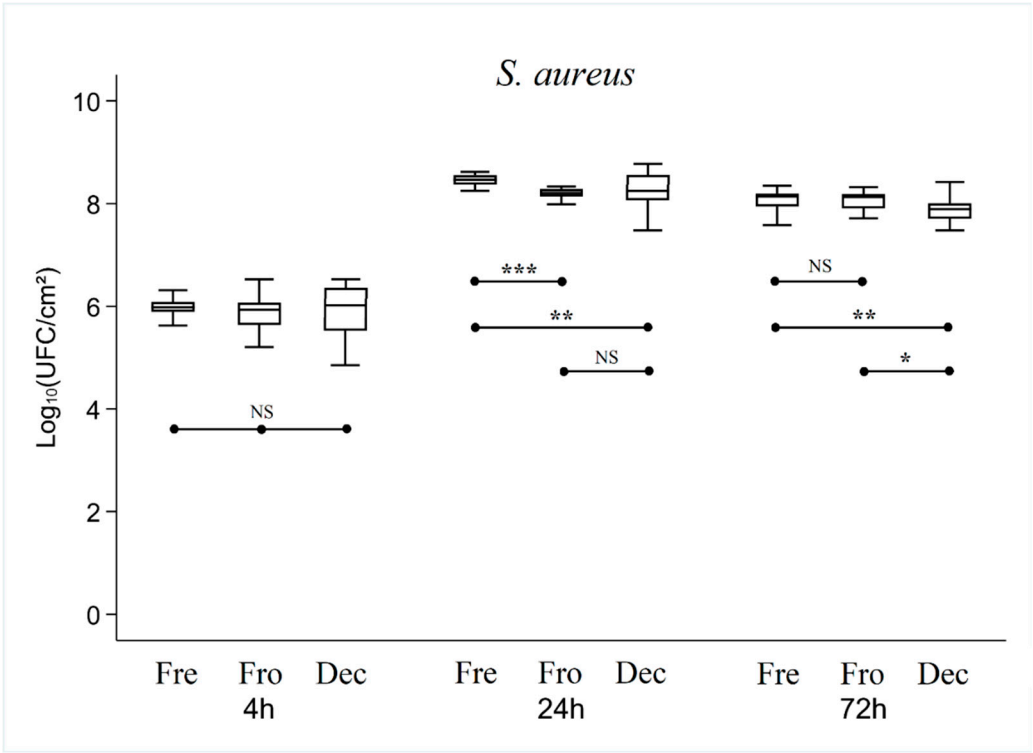 S. aureus
Log₁₀(UFC/cm²)
10
8
6
4
2
0
***
NS
**
**
NS
*
NS
Fre Fro Dec Fre Fro Dec Fre Fro Dec
4h 24h 72h